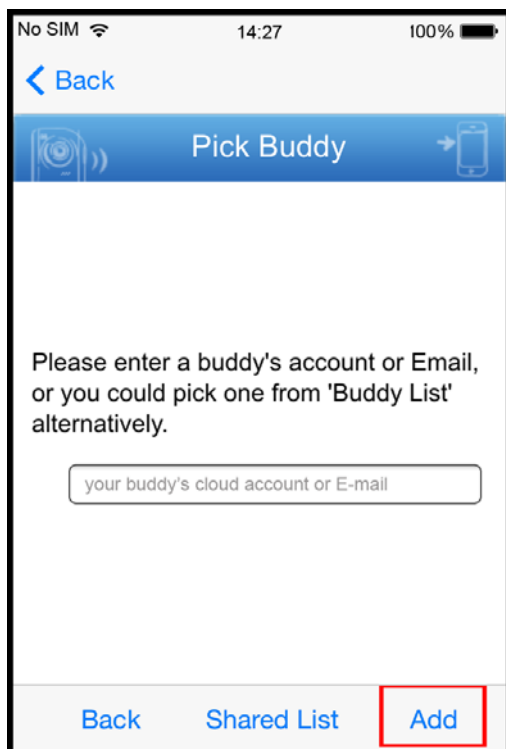 No SIM 14:27 100%
Back
Pick Buddy
Please enter a buddy's account or Email,
or you could pick one from 'Buddy List'
alternatively.
your buddy's cloud account or E-mail
Back Shared List Add